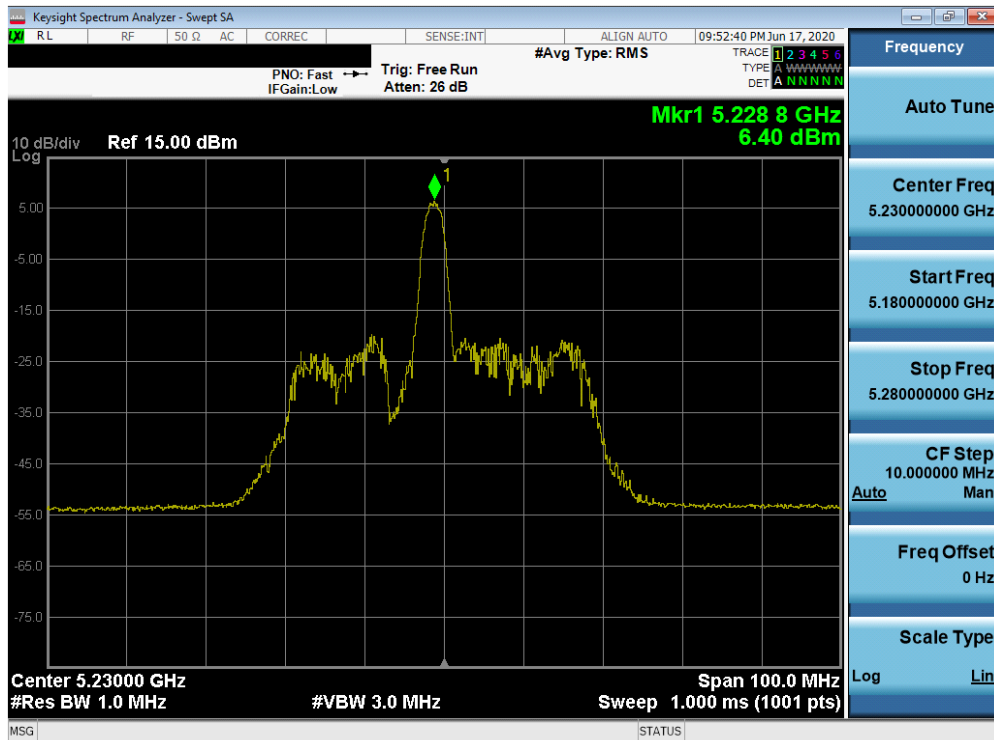 Keysight Spectrum Analyzer - Swept SA
LXI RL RF 50 Ω AC CORREC SENSE:INT ALIGN AUTO 09:52:40 PM Jun 17, 2020
#Avg Type: RMS TRACE 1 2 3 4 5 6
PNO: Fast Trig: Free Run TYPE A WWWWW
IFGain:Low Atten: 26 dB DET A N N N N N
Mkr1 5.228 8 GHz
6.40 dBm
10 dB/div Ref 15.00 dBm
Log
1
5.00
-5.00
-15.0
-25.0
-35.0
-45.0
-55.0
-75.0
-65.0
Center 5.23000 GHz Span 100.0 MHz
#Res BW 1.0 MHz #VBW 3.0 MHz Sweep 1.000 ms (1001 pts)
MSG STATUS
Frequency
Auto Tune
Center Freq
5.230000000 GHz
Start Freq
5.180000000 GHz
Stop Freq
5.280000000 GHz
CF Step
10.000000 MHz
Auto Man
Freq Offset
0 Hz
Scale Type
Log Lin